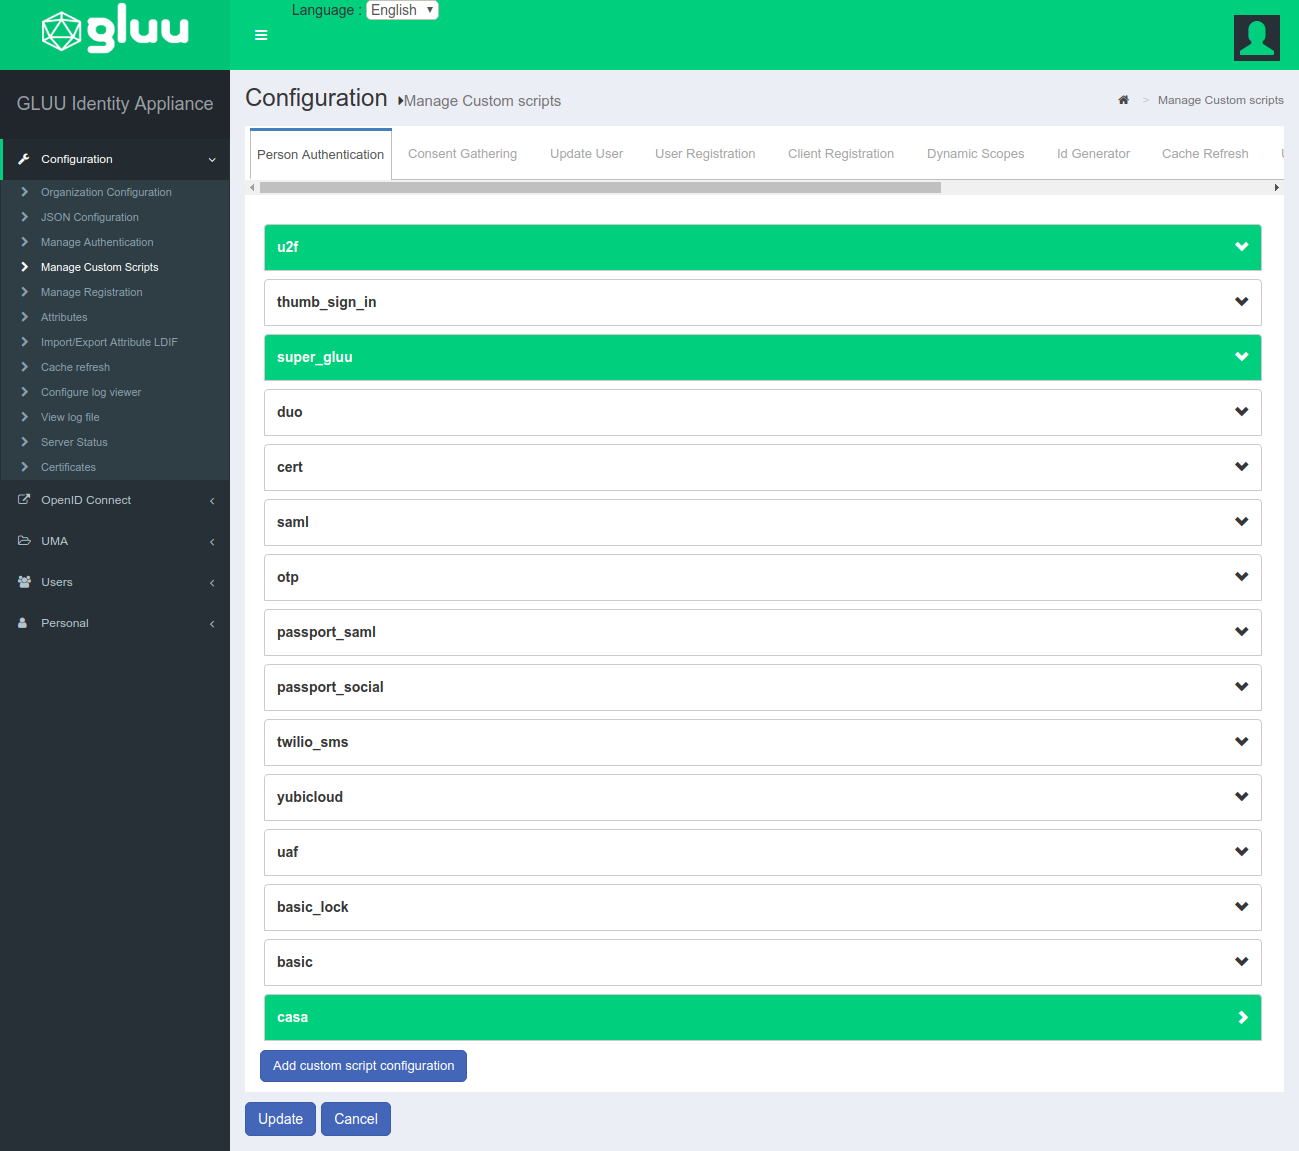 gluu
Language : English
GLUU Identity Appliance
Configuration
Organization Configuration
JSON Configuration
Manage Authentication
Manage Custom Scripts
Manage Registration
Attributes
Import/Export Attribute LDIF
Cache refresh
Configure log viewer
View log file
Server Status
Certificates
OpenID Connect
UMA
Users
Personal
Configuration Manage Custom scripts
> Manage Custom scripts
Person Authentication Consent Gathering Update User User Registration Client Registration Dynamic Scopes Id Generator Cache Refresh
u2f
thumb_sign_in
super_gluu
duo
cert
saml
otp
passport_saml
passport_social
twilio_sms
yubicloud
uaf
basic_lock
basic
casa
Add custom script configuration
Update Cancel